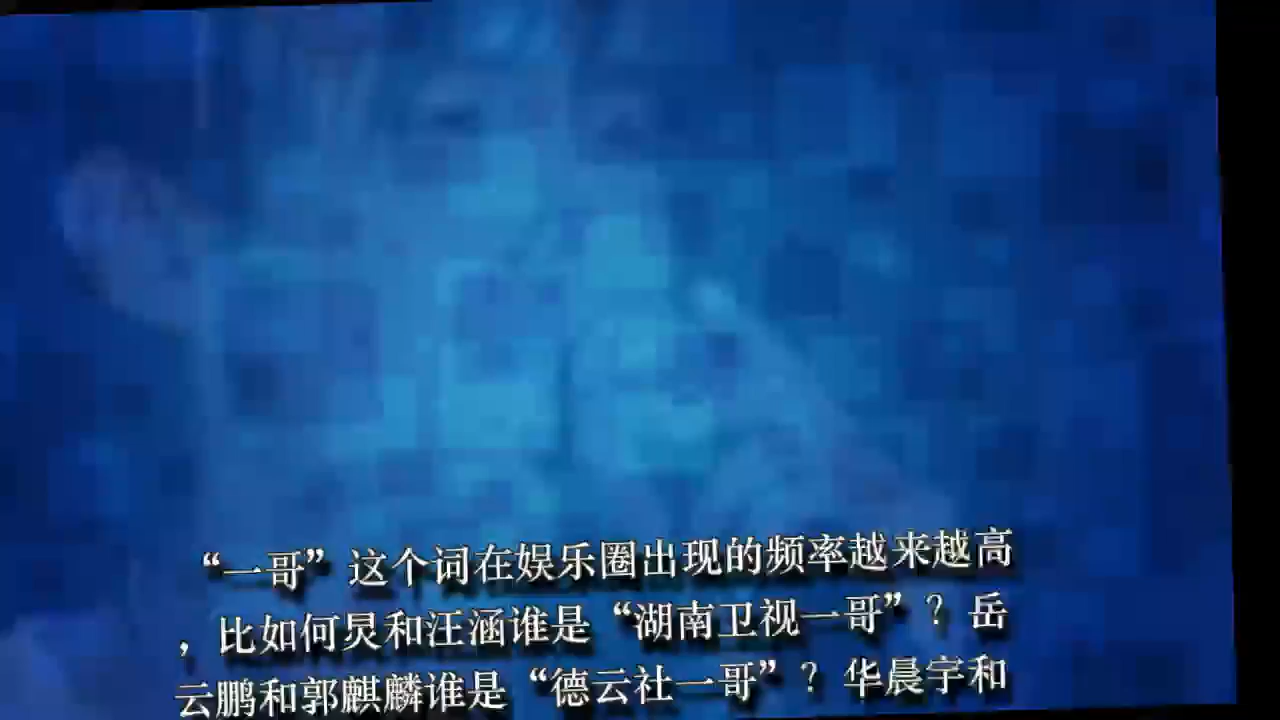 “一哥”这个词在娱乐圈出现的频率越来越高
，比如何炅和汪涵谁是“湖南卫视一哥”？岳
云鹏和郭麒麟谁是“德云社一哥”？华晨宇和